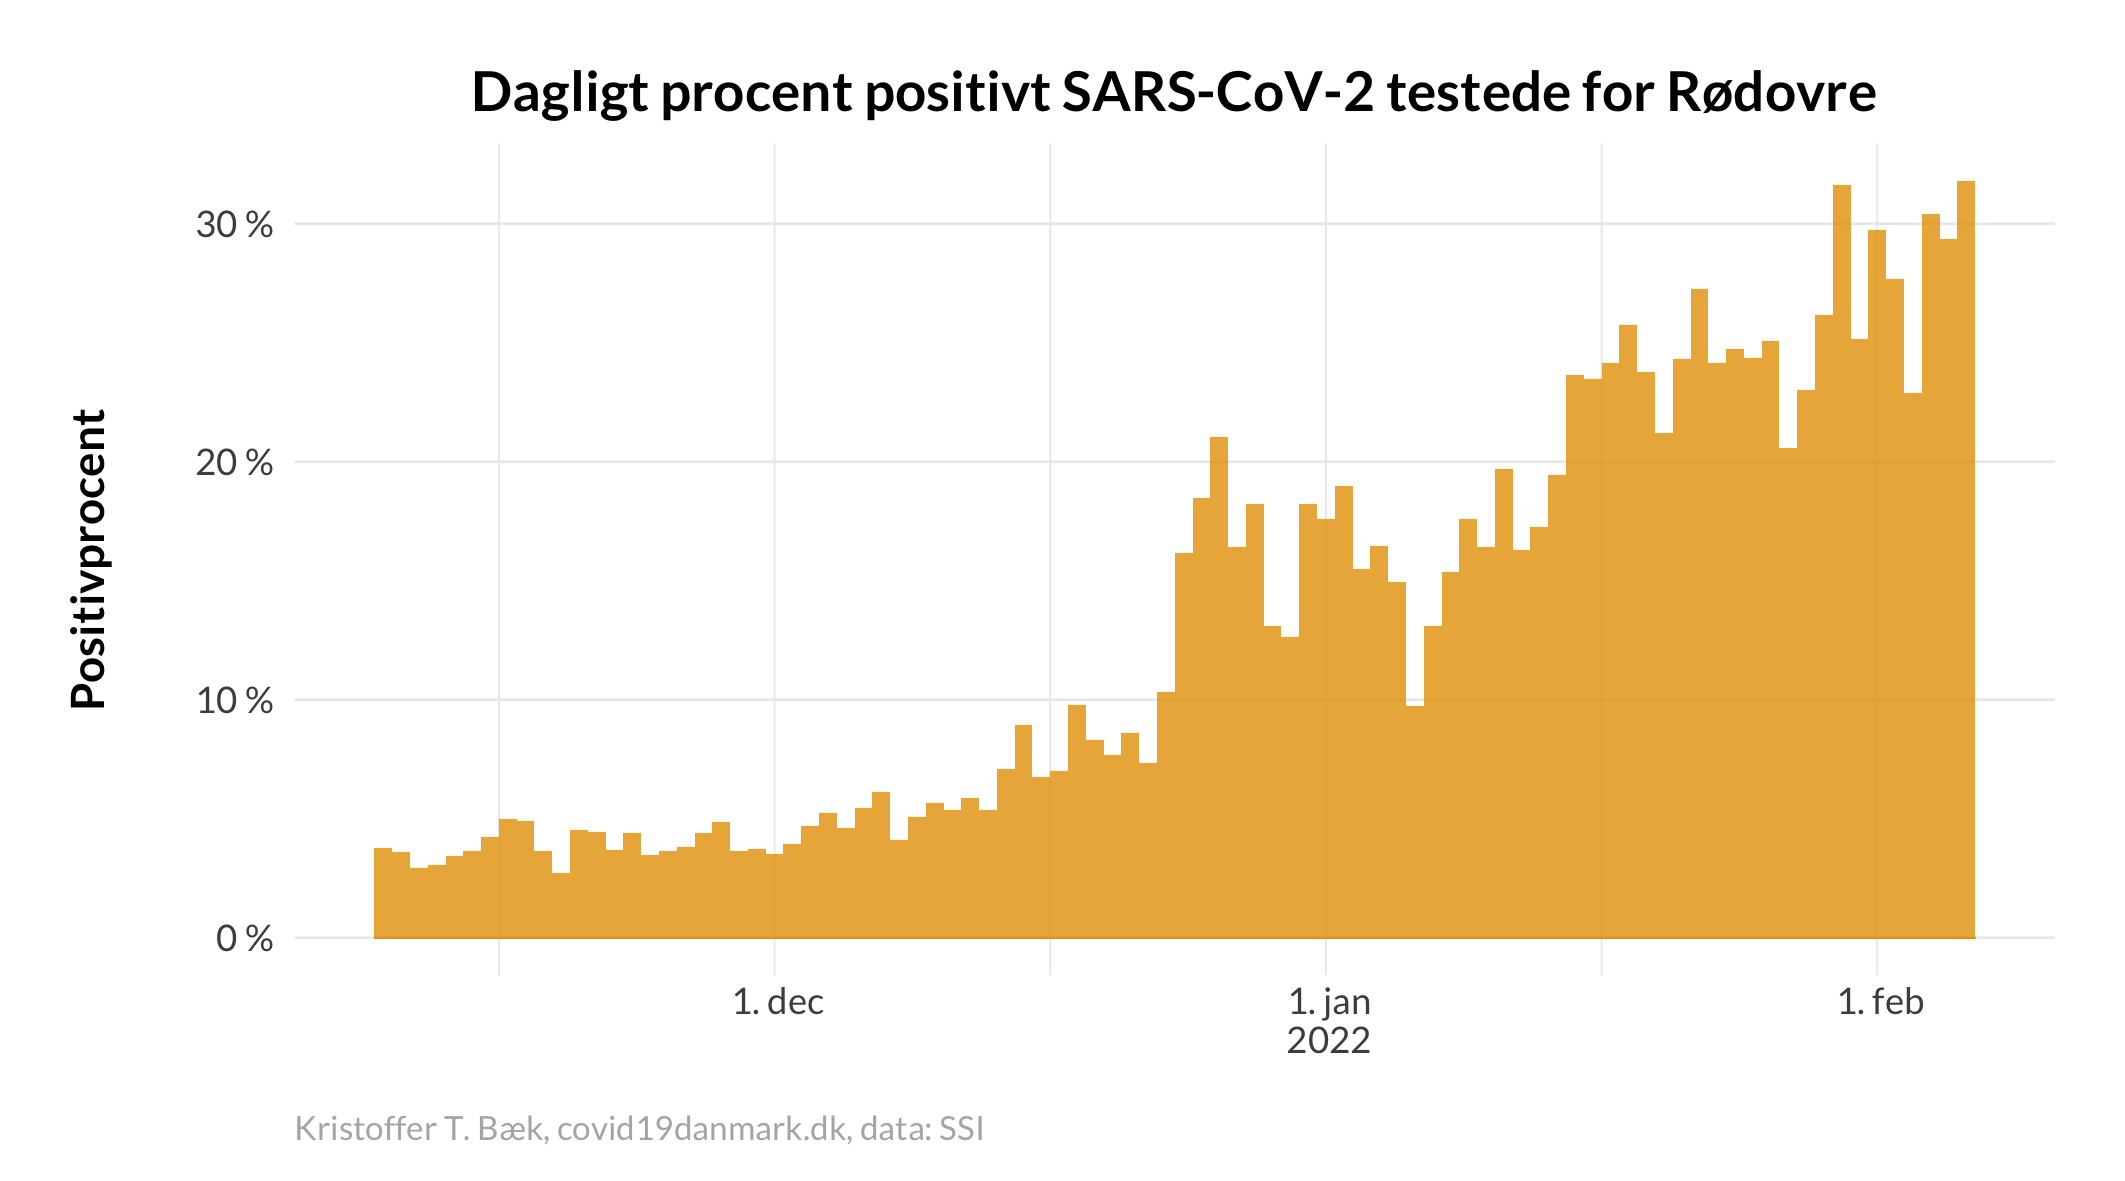 Dagligt procent positivt SARS-CoV-2 testede for Rødovre
Positivprocent
30 %
20 %
10 %
0 %
1. dec
1. jan
2022
1. feb
Kristoffer T. Bæk, covid19danmark.dk, data: SSI